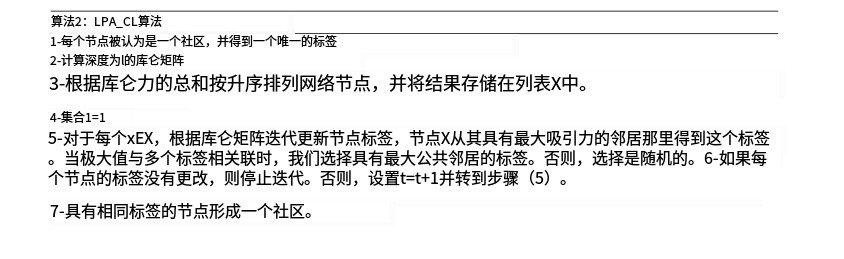 算法2：LPA_CL算法
1-每个节点被认为是一个社区，并得到一个唯一的标签
2-计算深度为l的库仑矩阵
3-根据库仑力的总和按升序排列网络节点，并将结果存储在列表X中。
4-集合1=1
5-对于每个xEX，根据库仑矩阵迭代更新节点标签，节点X从其具有最大吸引力的邻居那里得到这个标签
。当极大值与多个标签相关联时，我们选择具有最大公共邻居的标签。否则，选择是随机的。6-如果每
个节点的标签没有更改，则停止迭代。否则，设置t=t+1并转到步骤（5）。
7-具有相同标签的节点形成一个社区。